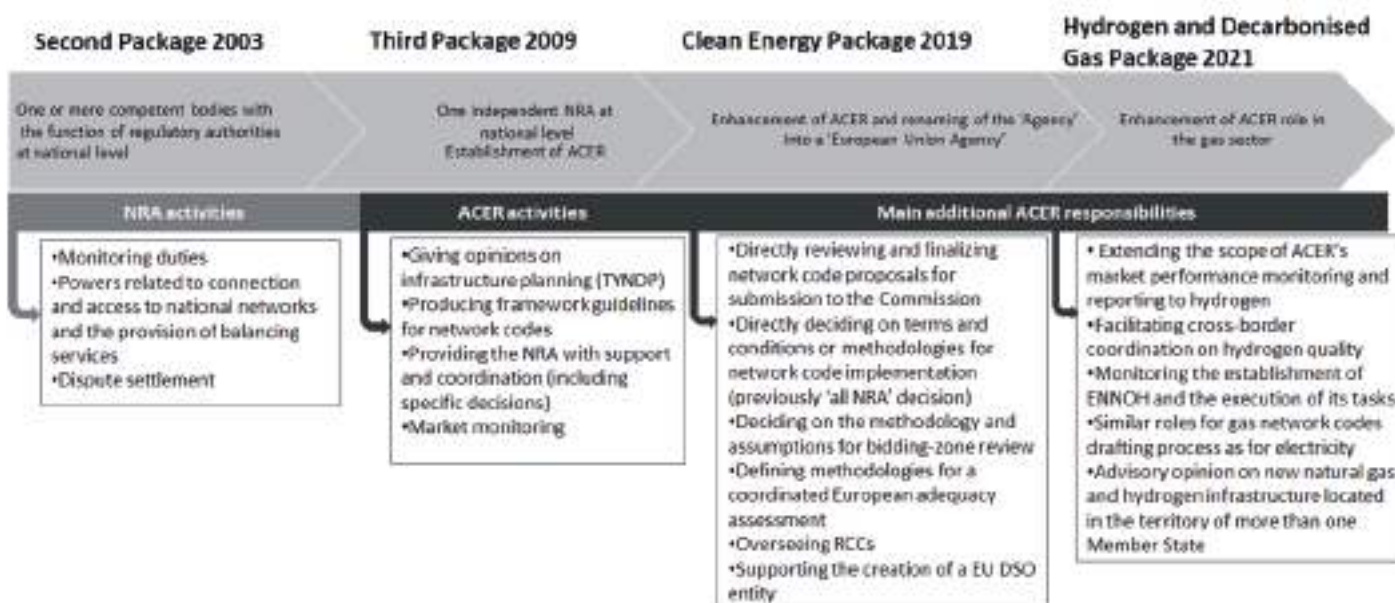 Second Package 2003
Third Package 2009
Clean Energy Package 2019
Hydrogen and Decarbonised
Gas Package 2021
One or more competent bodies with
the function of regulatory authorities
at national level
One independent NRA at
national level
Establishment of ACER
Enhancement of ACER and renaming of the 'Agency'
into a 'European Union Agency'
Enhancement of ACER role in
the gas sector
NRA activities
ACER activities
Main additional ACER responsibilities
•Monitoring duties
•Powers related to connection
and access to national networks
and the provision of balancing
services
•Dispute settlement
•Giving opinions on
infrastructure planning (TYNDP)
•Producing framework guidelines
for network codes
•Providing the NRA with support
and coordination (including
specific decisions)
•Market monitoring
•Directly reviewing and finalizing
network code proposals for
submission to the Commission
•Directly deciding on terms and
conditions or methodologies for
network code implementation
(previously 'all NRA' decision)
•Deciding on the methodology and
assumptions for bidding-zone review
•Defining methodologies for a
coordinated European adequacy
assessment
•Overseeing RCCs
•Supporting the creation of a EU DSO
entity
• Extending the scope of ACER's
market performance monitoring and
reporting to hydrogen
•Facilitating cross-border
coordination on hydrogen quality
•Monitoring the establishment of
ENNOH and the execution of its tasks
•Similar roles for gas network codes
drafting process as for electricity
•Advisory opinion on new natural gas
and hydrogen infrastructure located
in the territory of more than one
Member State